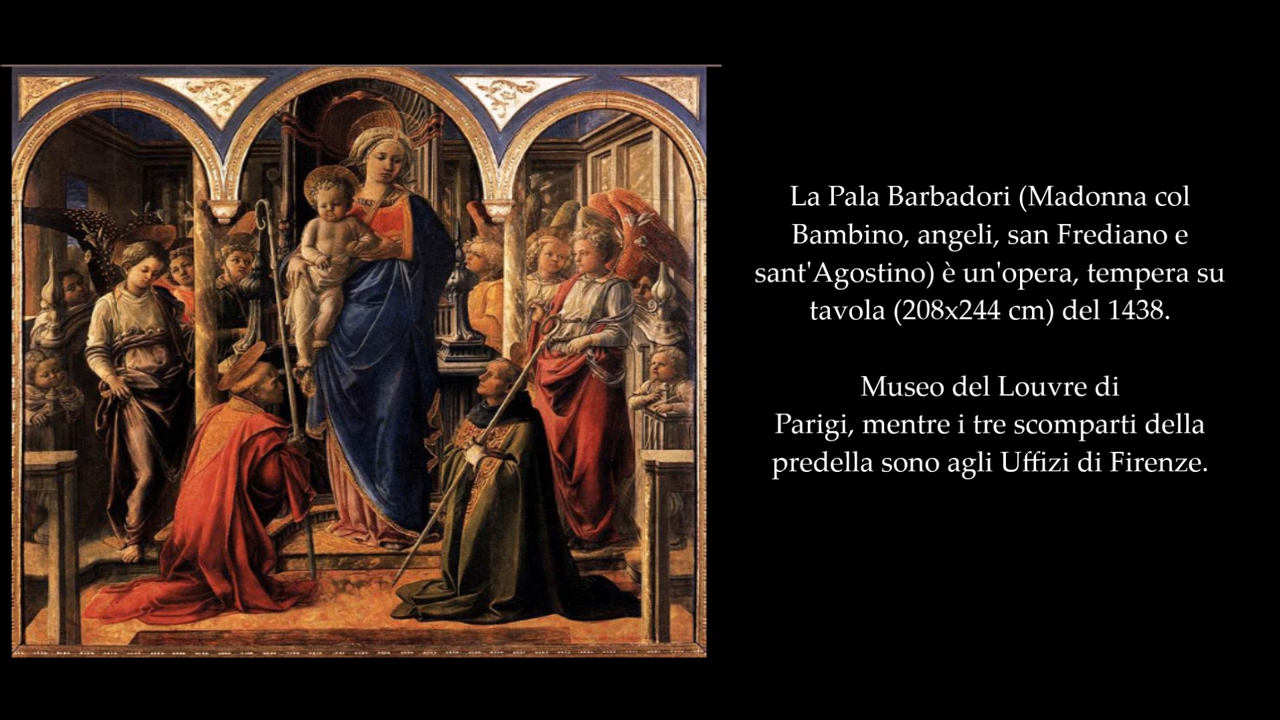 La Pala Barbadori (Madonna col
Bambino, angeli, san Frediano e
sant'Agostino) è un'opera, tempera su
tavola (208x244 cm) del 1438.
Museo del Louvre di
Parigi, mentre i tre scomparti della
predella sono agli Uffizi di Firenze.